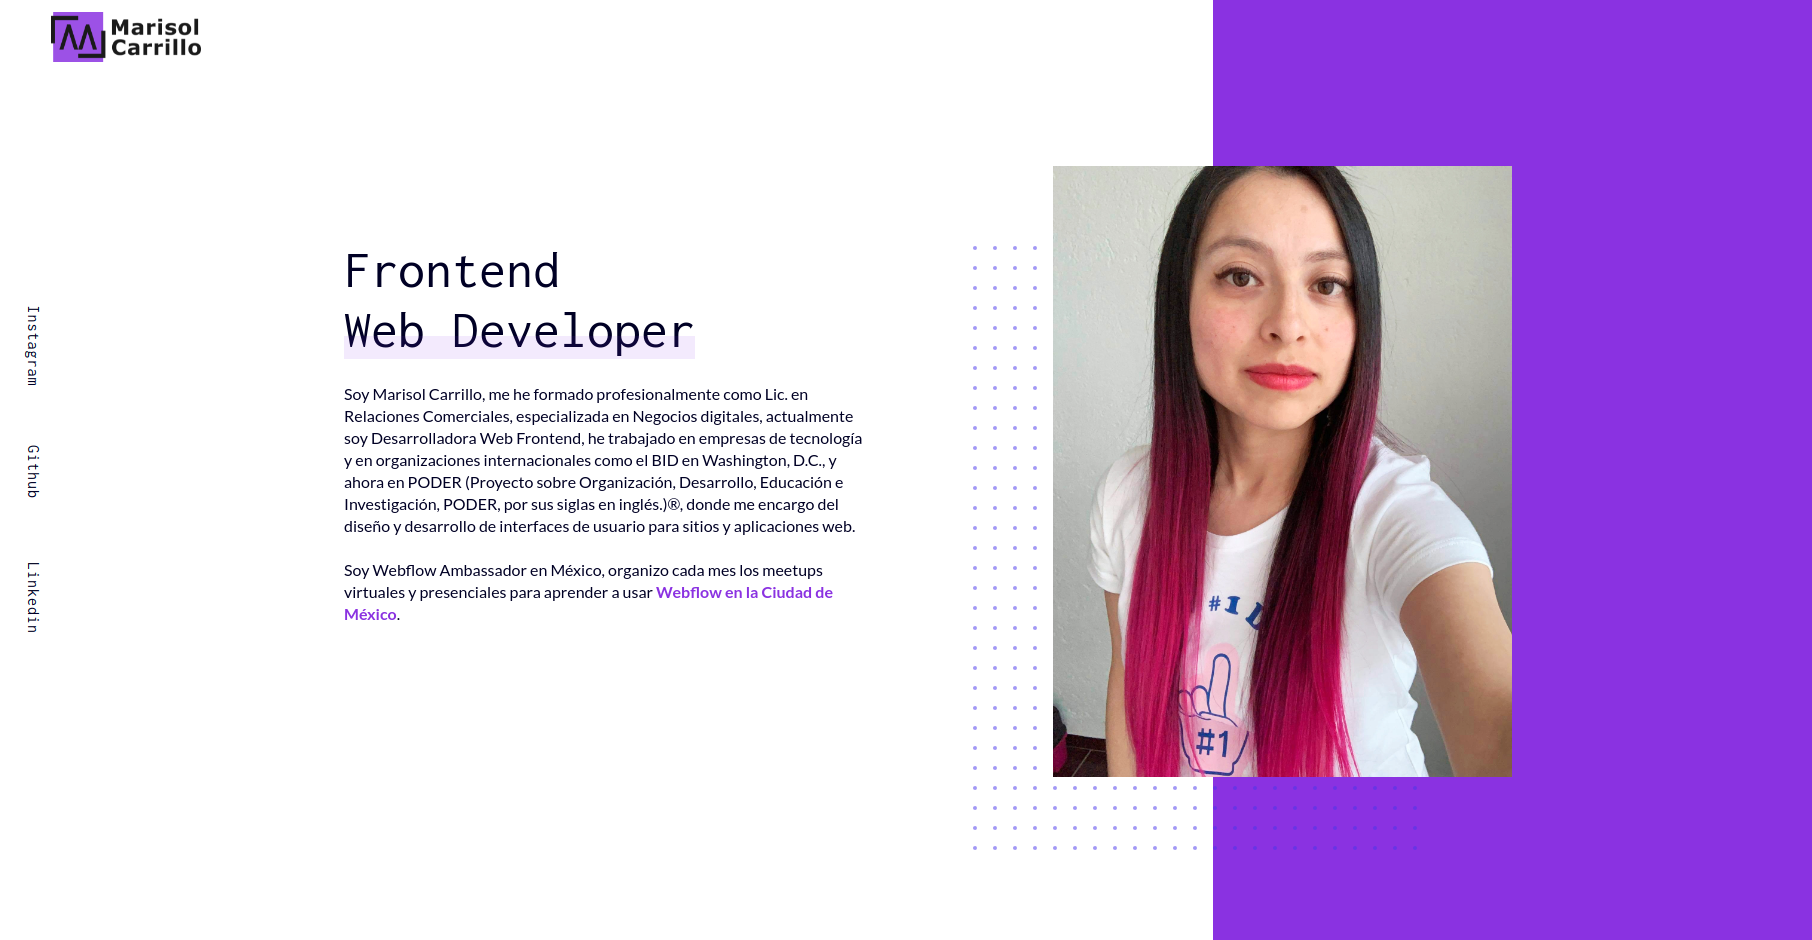 Marisol
Carrillo
Instagram
Github
Linkedin
Frontend
Web Developer
Soy Marisol Carrillo, me he formado profesionalmente como Lic. en
Relaciones Comerciales, especializada en Negocios digitales, actualmente
soy Desarrolladora Web Frontend, he trabajado en empresas de tecnología
y en organizaciones internacionales como el BID en Washington, D.C., y
ahora en PODER (Proyecto sobre Organización, Desarrollo, Educación e
Investigación, PODER, por sus siglas en inglés.)®, donde me encargo del
diseño y desarrollo de interfaces de usuario para sitios y aplicaciones web.
Soy Webflow Ambassador en México, organizo cada mes los meetups
virtuales y presenciales para aprender a usar Webflow en la Ciudad de
México.
#1
#1